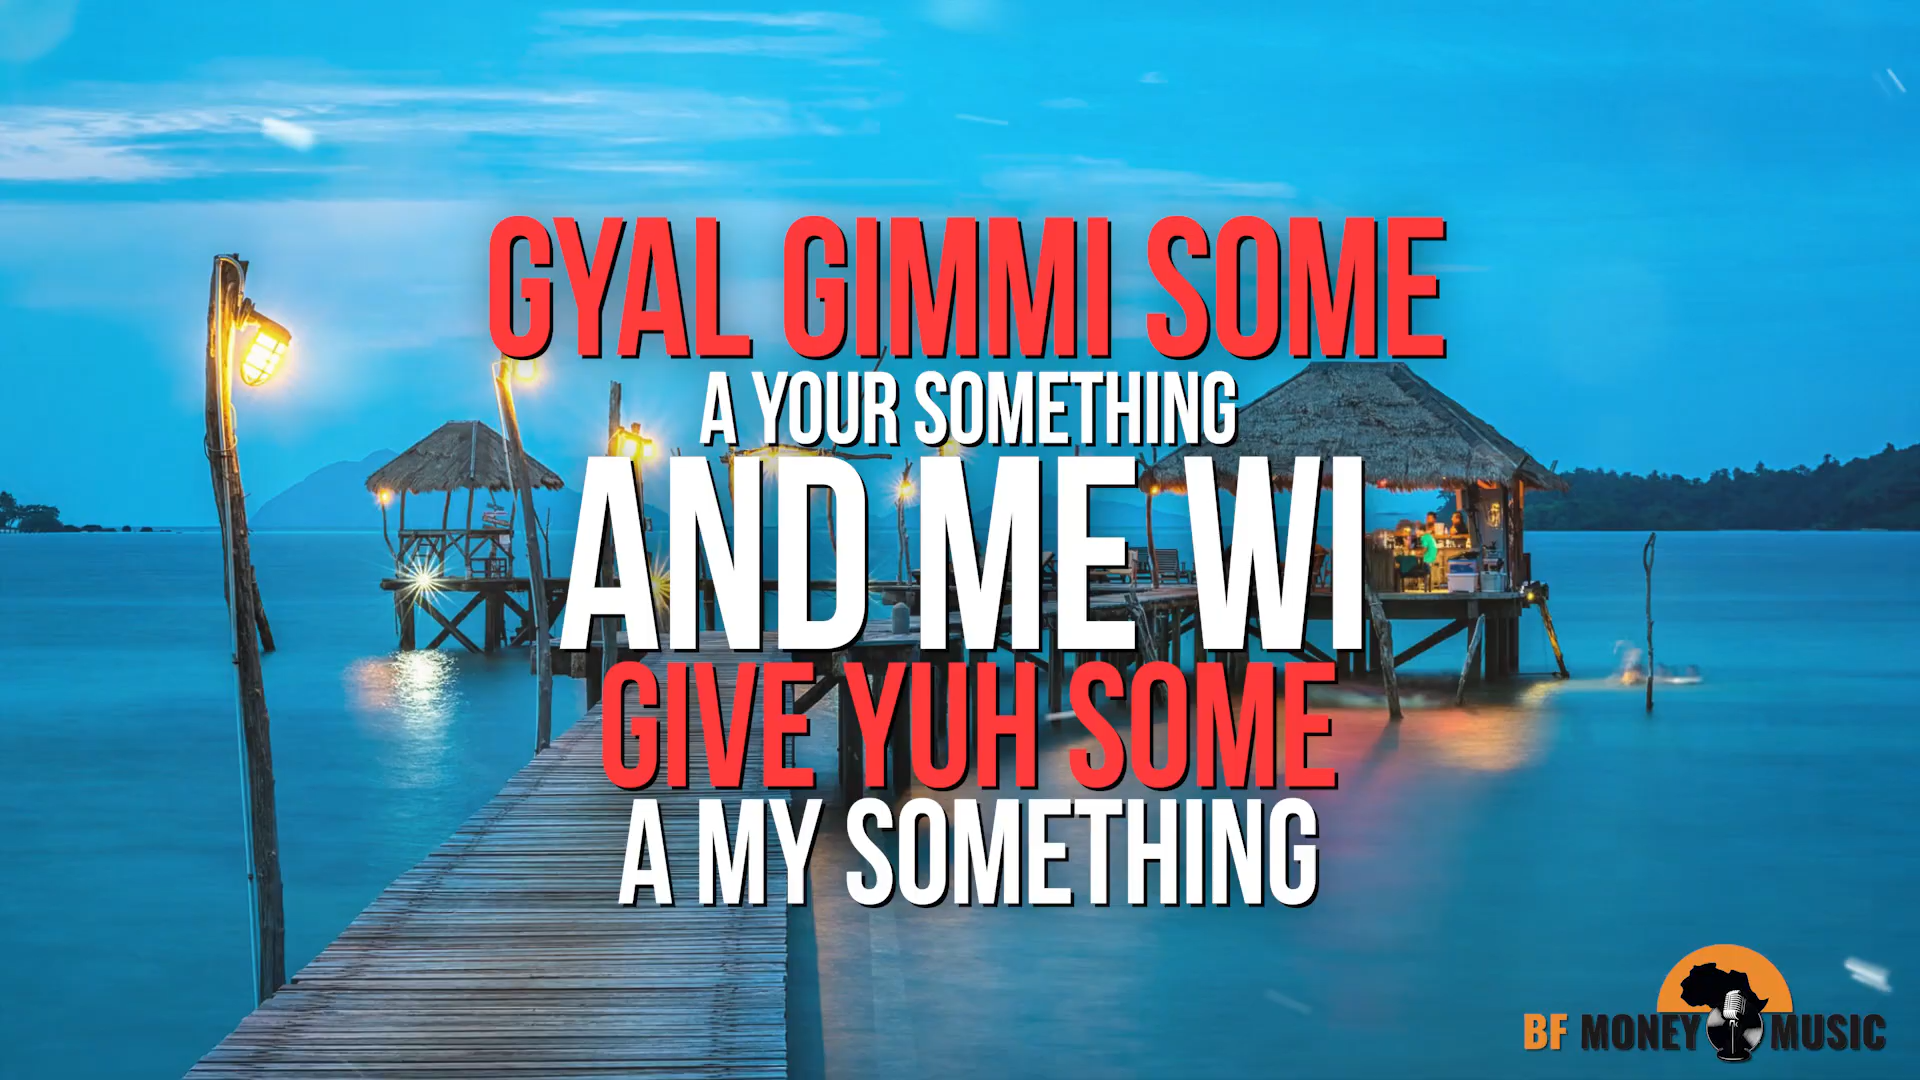 GYAL GIMMI SOME
A YOUR SOMETHING
AND ME WI
GIVE YUH SOME
A MY SOMETHING
BF MONEY MUSIC